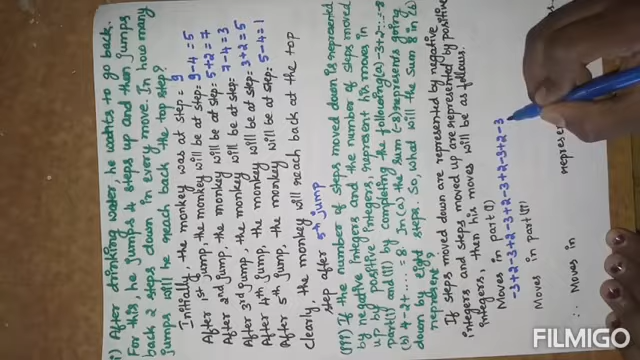 ii) After drinking water he wants to go back.
For this, he jumps 4 steps up and then jumps
back 2 steps down in every move. In how many
jumps will he reach back the top step?
Initially, the monkey was at step = 9
After 1st jump, the monkey will be at step = 9-4=5
After 2nd jump, the monkey will be at step: 5+2=7
After 3rd jump, the monkey will be at step: 7-4=3
After 4th jump, the monkey will be at step: 3+2=5
After 5th jump, the monkey will be at step: 5-4=1
clearly, the monkey will reach back at the top
step after 5th jump
(iii) If the number of steps moved down is represented
by negative integers and the number of steps moved
up by positive integers, represent his moves in
part(i) and (ii) by completing the following(a) -3+2-...=-8
(b) 4-2+...=8. In (a) the sum (-8) represents going
down by eight steps. So, what will the sum 8 in (b)
represent?
If steps moved down are represented by negative
integers and steps moved up are represented by positive
integers, then his moves will be as follows.
Moves in part (i)
-3+2-3+2-3+2-3+2-3+2-3
Moves in part (ii)
∴ Moves in
represen
FILMIGO